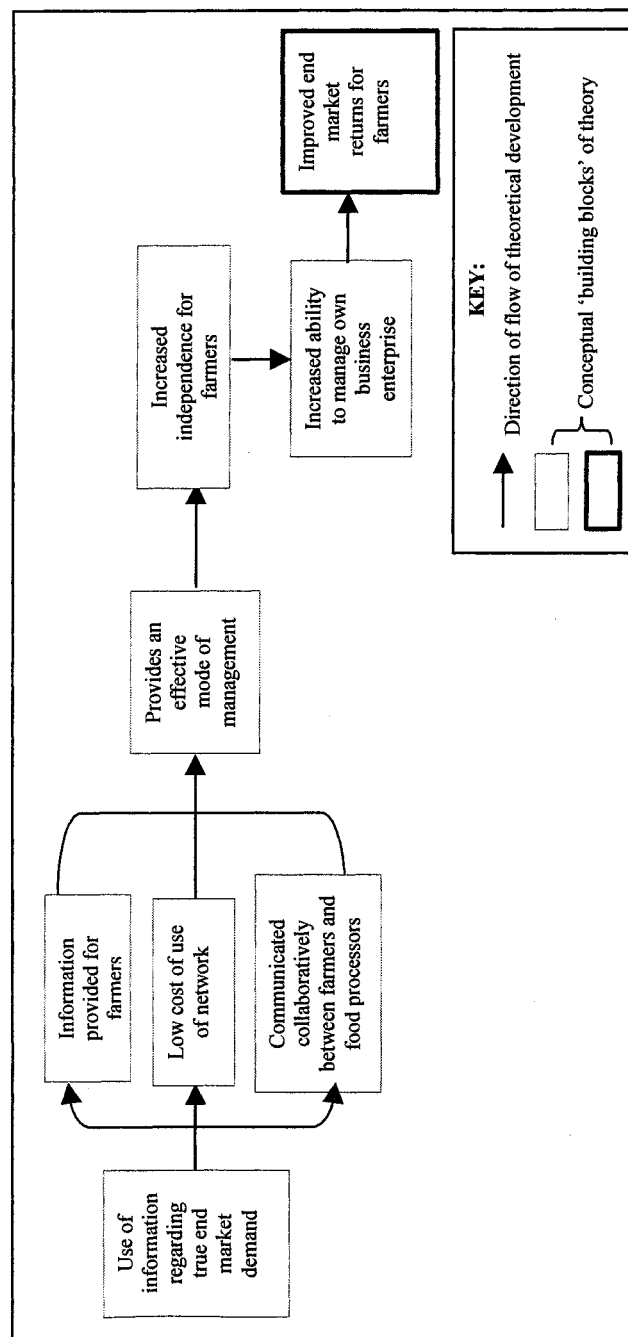 Use of
information
regarding
true end
market
demand
Information
provided for
farmers
Low cost of use
of network
Communicated
collaboratively
between farmers and
food processors
Provides an
effective
mode of
management
Increased
independence for
farmers
Increased ability
to manage own
business
enterprise
Improved end
market
returns for
farmers
KEY:
Direction of flow of theoretical development
Conceptual ‘building blocks’ of theory